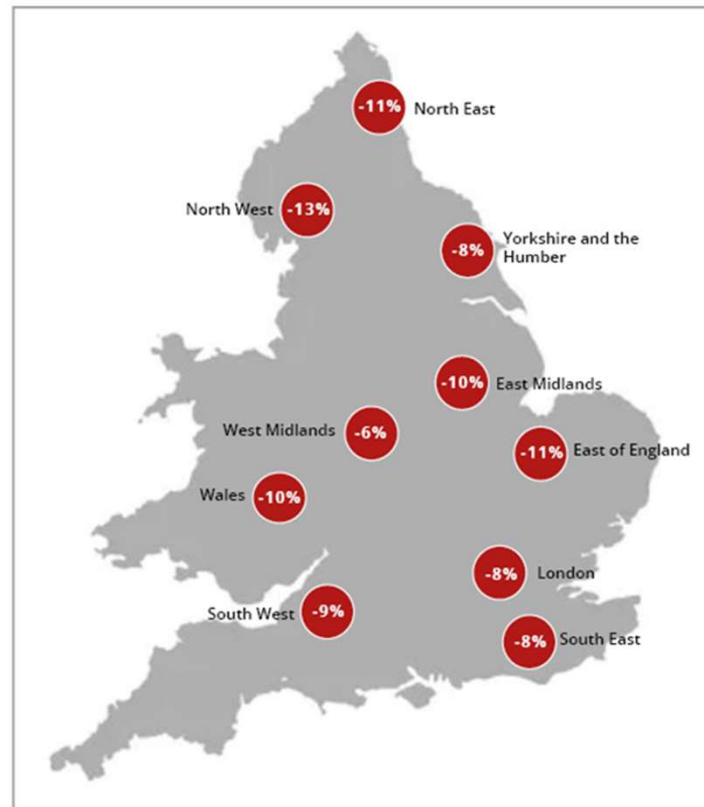 -11% North East
North West -13%
-8% Yorkshire and the
Humber
-10% East Midlands
West Midlands -6%
-11% East of England
Wales -10%
-8% London
South West -9%
-8% South East